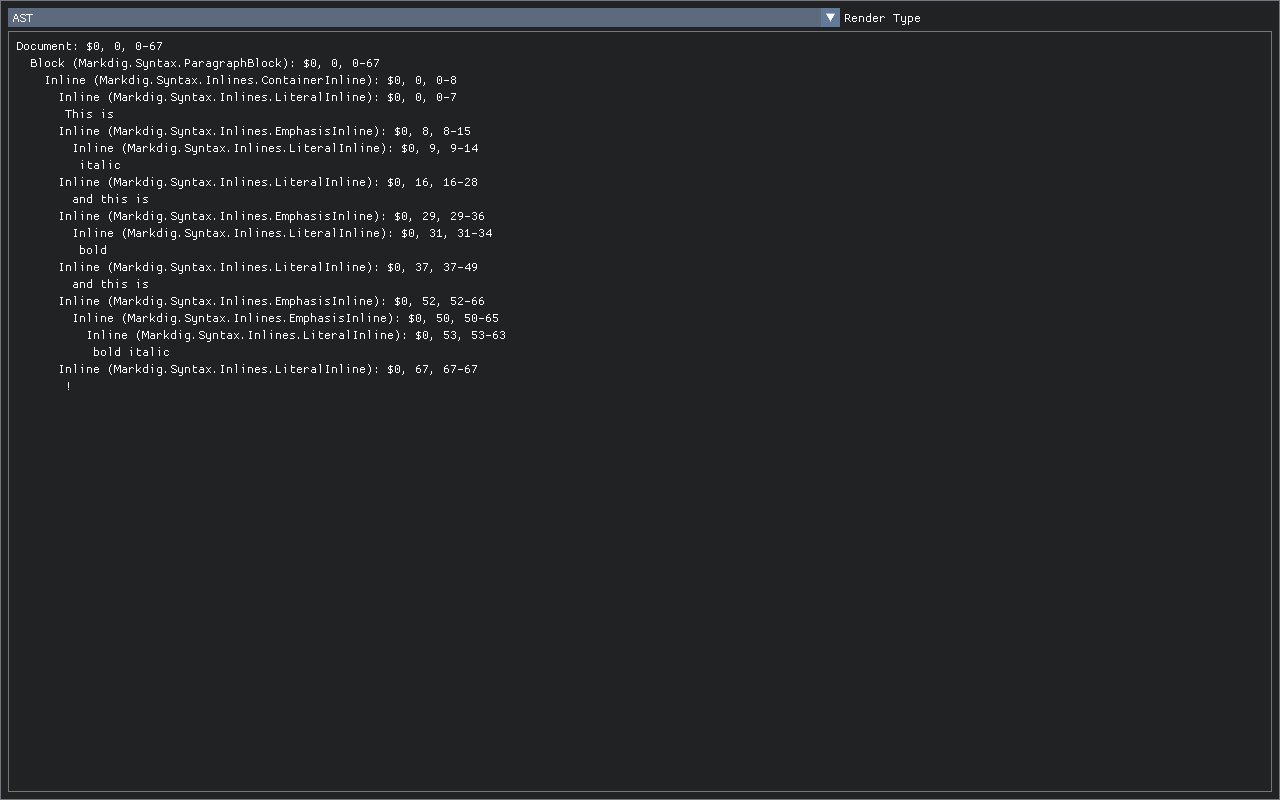 AST
▼ Render Type
Document: $0, 0, 0-67
Block (Markdig.Syntax.ParagraphBlock): $0, 0, 0-67
Inline (Markdig.Syntax.Inlines.ContainerInline): $0, 0, 0-8
Inline (Markdig.Syntax.Inlines.LiteralInline): $0, 0, 0-7
This is
Inline (Markdig.Syntax.Inlines.EmphasisInline): $0, 8, 8-15
Inline (Markdig.Syntax.Inlines.LiteralInline): $0, 9, 9-14
italic
Inline (Markdig.Syntax.Inlines.LiteralInline): $0, 16, 16-28
and this is
Inline (Markdig.Syntax.Inlines.EmphasisInline): $0, 29, 29-36
Inline (Markdig.Syntax.Inlines.LiteralInline): $0, 31, 31-34
bold
Inline (Markdig.Syntax.Inlines.LiteralInline): $0, 37, 37-49
and this is
Inline (Markdig.Syntax.Inlines.EmphasisInline): $0, 52, 52-66
Inline (Markdig.Syntax.Inlines.EmphasisInline): $0, 50, 50-65
Inline (Markdig.Syntax.Inlines.LiteralInline): $0, 53, 53-63
bold italic
Inline (Markdig.Syntax.Inlines.LiteralInline): $0, 67, 67-67
!